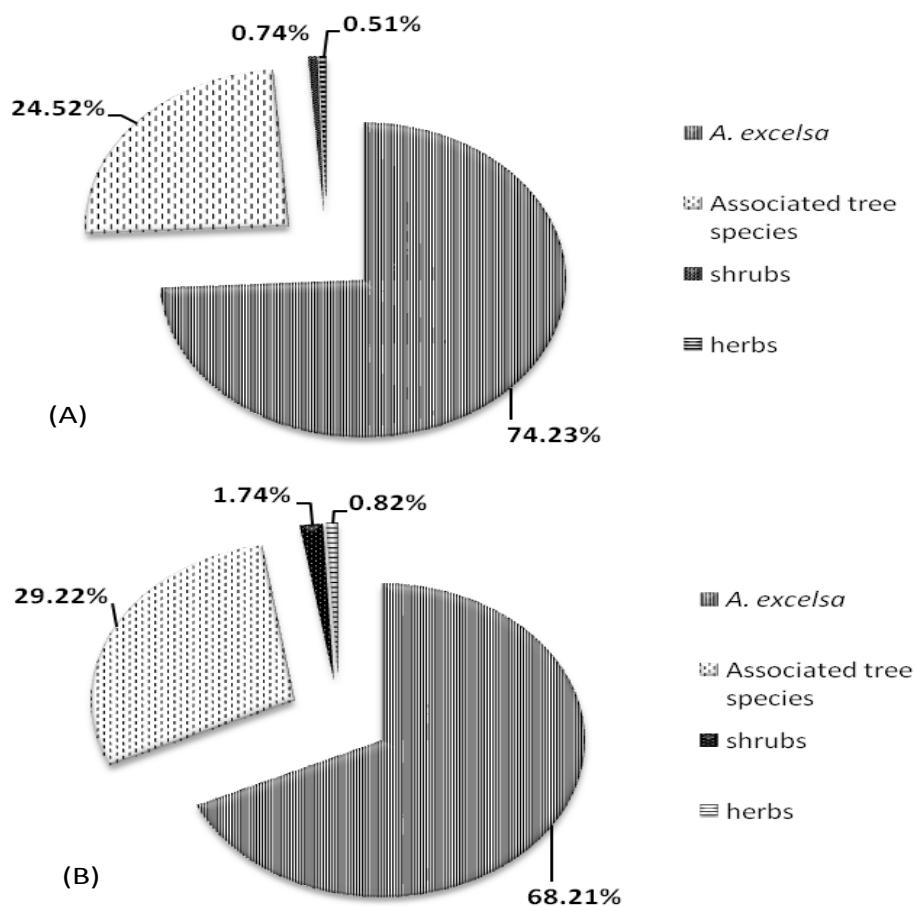 0.74%
0.51%
24.52%
A. excelsa
Associated tree
species
shrubs
herbs
(A)
74.23%
1.74%
0.82%
29.22%
A. excelsa
Associated tree
species
shrubs
herbs
(B)
68.21%